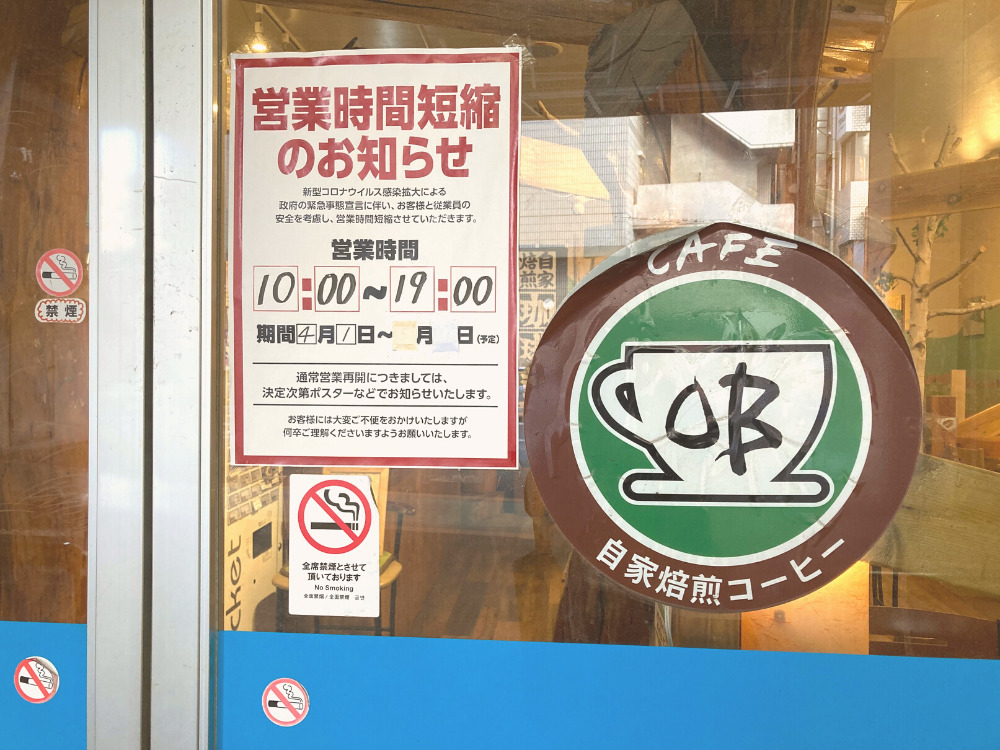 営業時間短縮
のお知らせ
新型コロナウイルス感染拡大による
政府の緊急事態宣言に伴い、お客様と従業員の
安全を考慮し、営業時間短縮させていただきます。
営業時間
10:00~19:00
期間4月1日~ 月 日(予定)
通常営業再開につきましては、
決定次第ポスターなどでお知らせいたします。
お客様には大変ご不便をおかけいたしますが
何卒ご理解くださいますようお願いいたします。
禁煙
全席禁煙とさせて
頂いております
No Smoking
CAFE
OB
自家焙煎コーヒー
自家
焙煎
cket